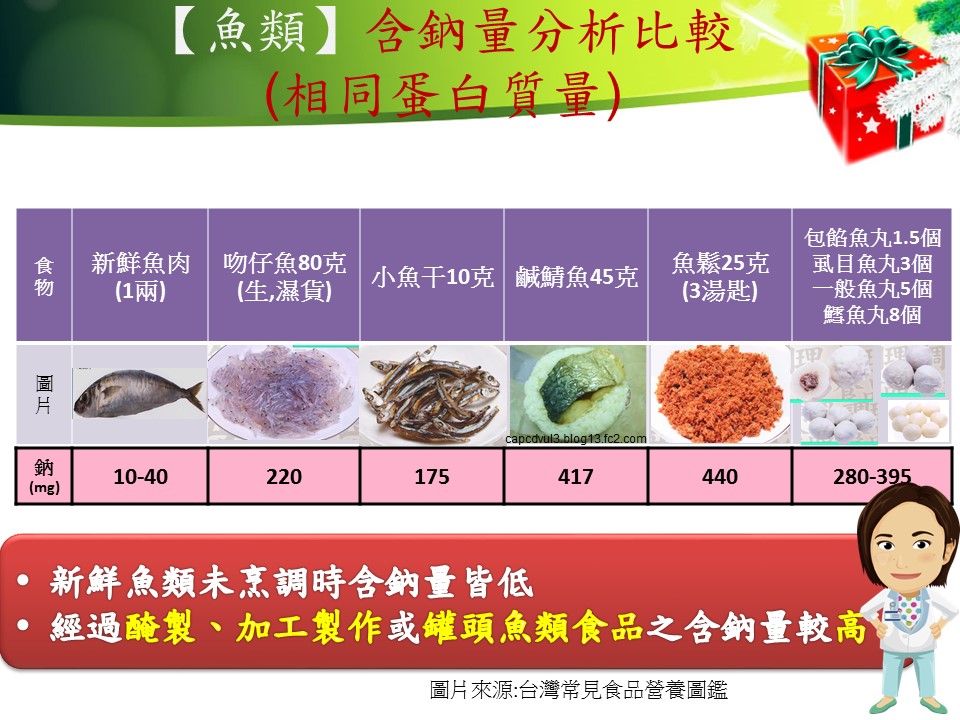 【魚類】含鈉量分析比較
(相同蛋白質量)
食
物
新鮮魚肉
(1兩)
吻仔魚80克
(生,濕貨)
小魚干10克
鹹鯖魚45克
魚鬆25克
(3湯匙)
包餡魚丸1.5個
虱目魚丸3個
一般魚丸5個
鱈魚丸8個
圖
片
capcdvul3.blog13.fc2.com
鈉
(mg)
10-40
220
175
417
440
280-395
• 新鮮魚類未烹調時含鈉量皆低
• 經過醃製、加工製作或罐頭魚類食品之含鈉量較高
圖片來源:台灣常見食品營養圖鑑